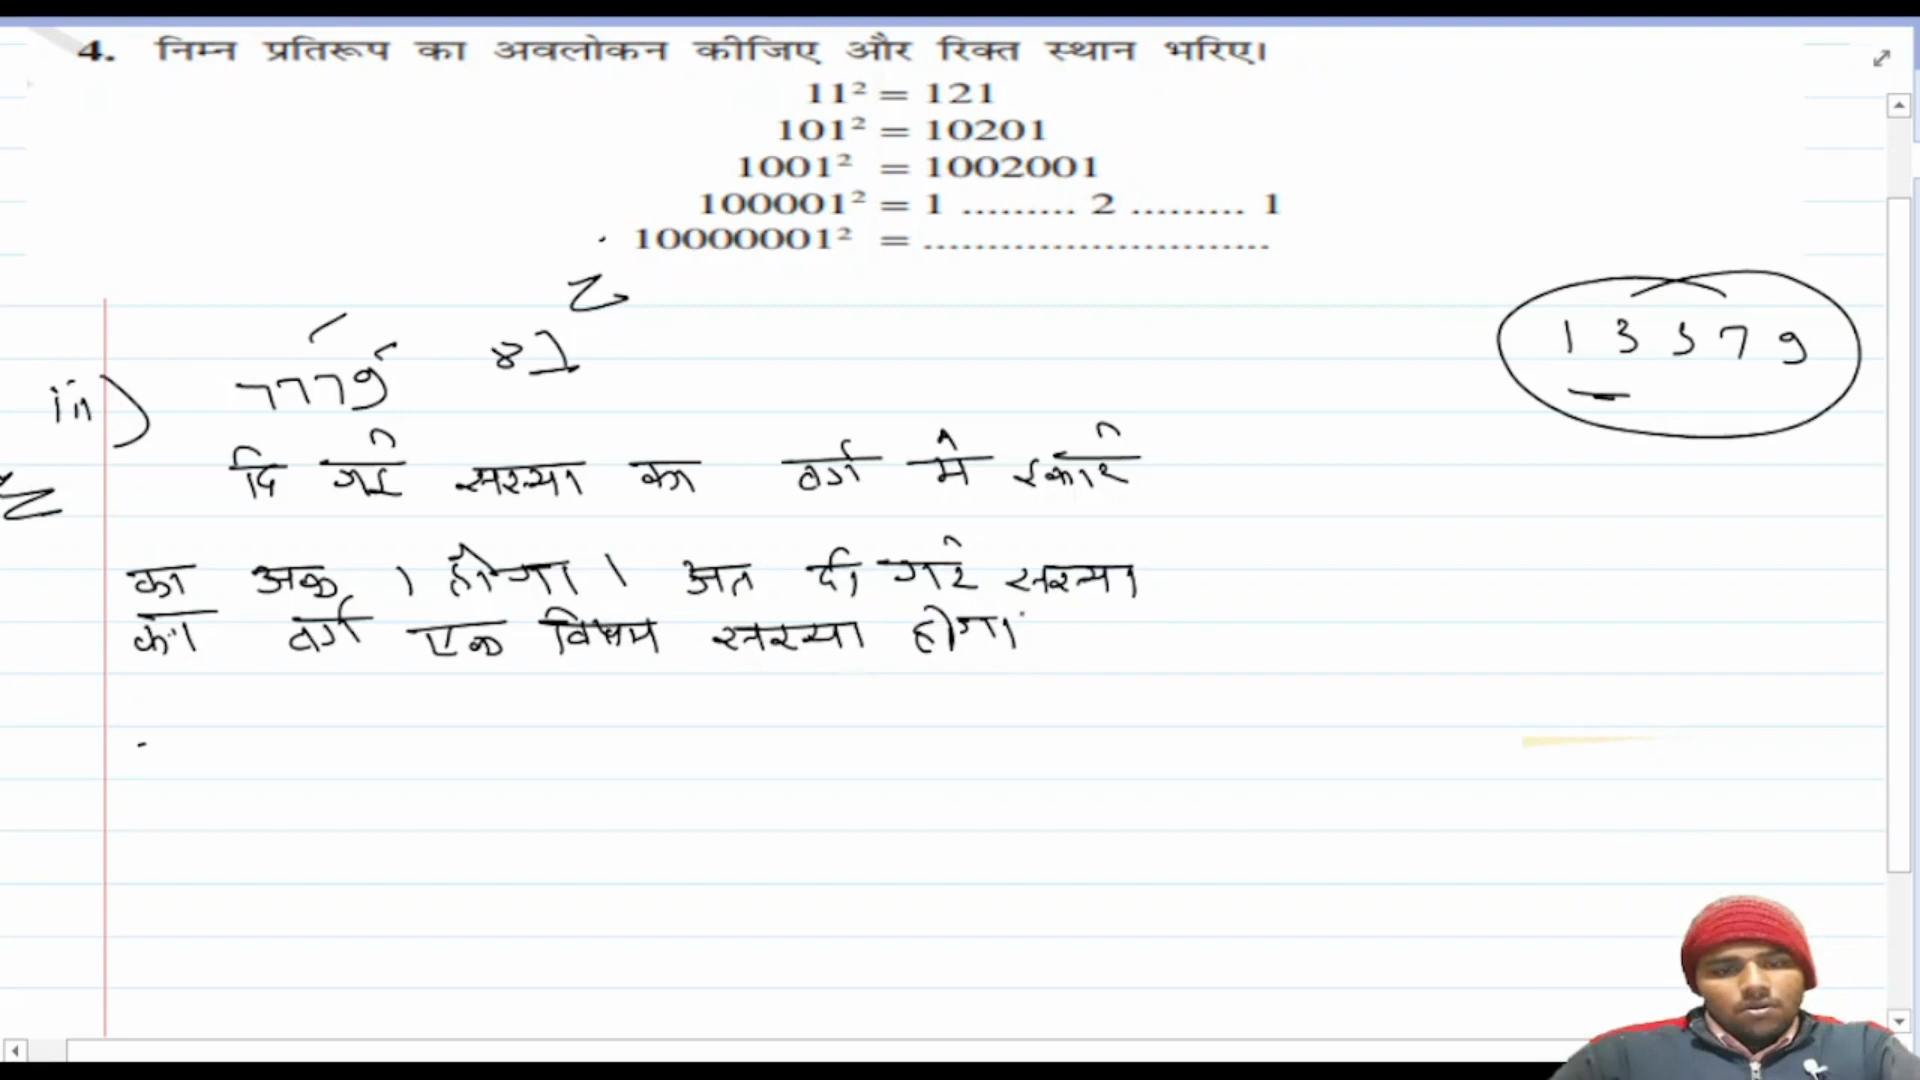 4. निम्न प्रतिरूप का अवलोकन कीजिए और रिक्त स्थान भरिए।
11² = 121
101² = 10201
1001² = 1002001
100001² = 1 ......... 2 ......... 1
10000001² = ...........................
1 3 5 7 9
iii) 7779 81
दि गई संख्या का वर्ग में इकाई
का अंक 1 होगा। अत दी गई संख्या
का वर्ग एक विषम संख्या होगा